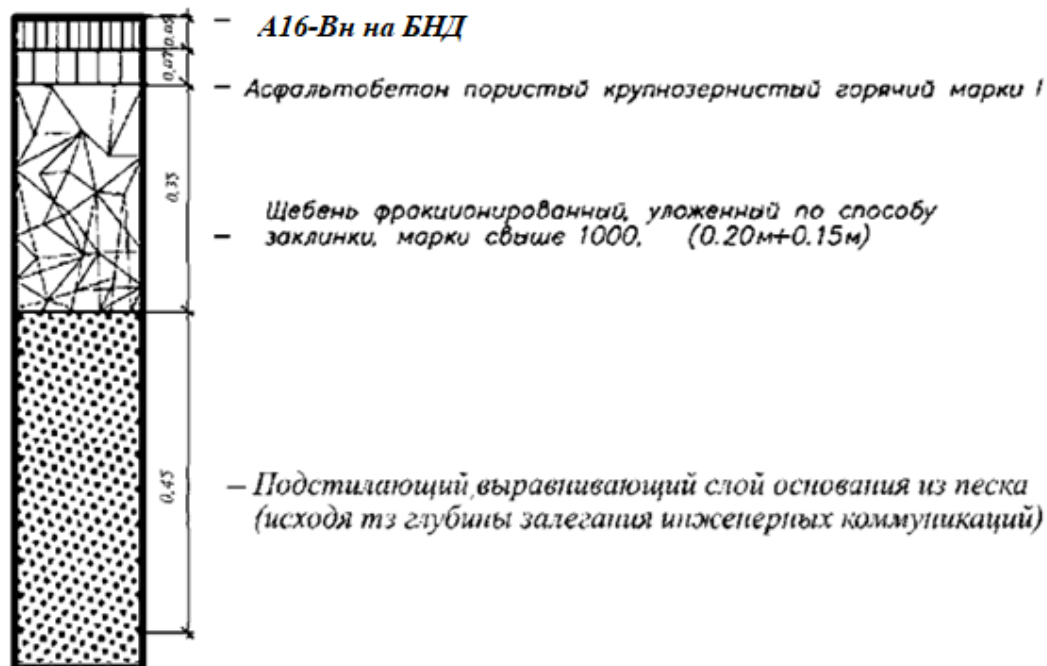 А16-Вн на БНД
0,05
0,07
– Асфальтобетон пористый крупнозернистый горячий марки I
0,35
Щебень фракционированный, уложенный по способу
– заклинки, марки свыше 1000, (0.20м+0.15м)
0,45
– Подстилающий,выравнивающий слой основания из песка
(исходя тз глубины залегания инженерных коммуникаций)